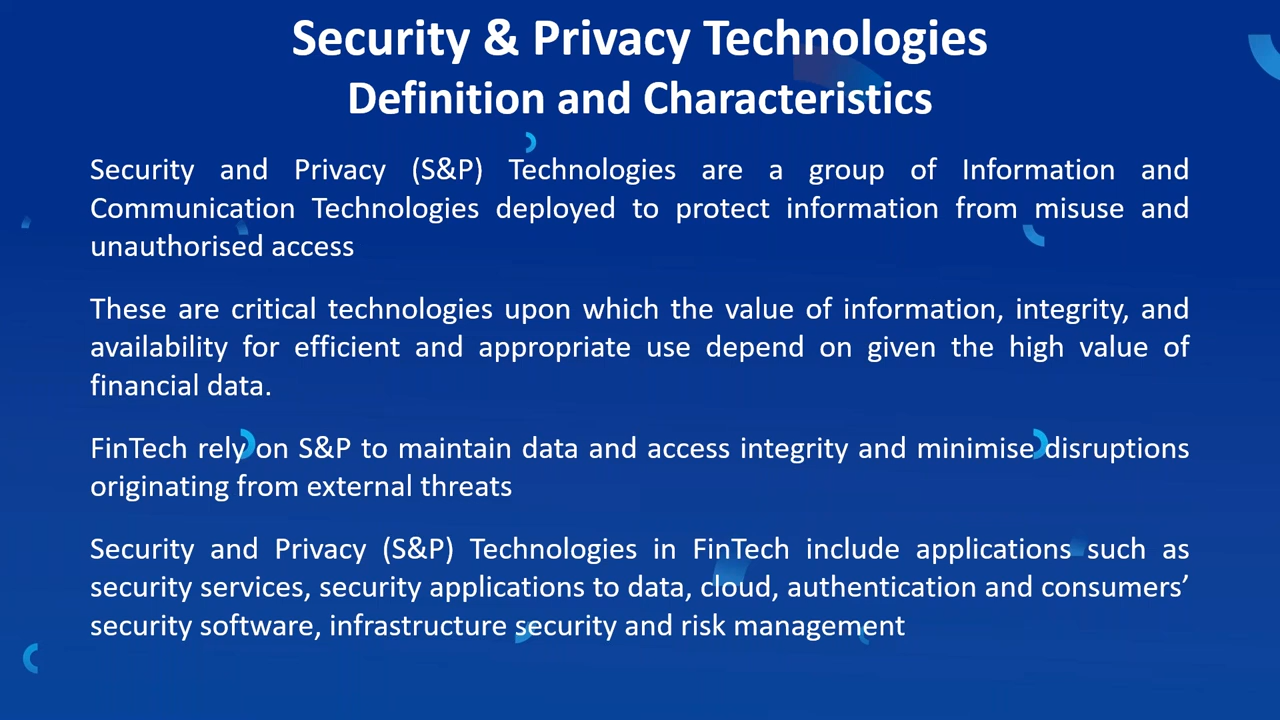 Security & Privacy Technologies
Definition and Characteristics
Security and Privacy (S&P) Technologies are a group of Information and
Communication Technologies deployed to protect information from misuse and
unauthorised access
These are critical technologies upon which the value of information, integrity, and
availability for efficient and appropriate use depend on given the high value of
financial data.
FinTech rely on S&P to maintain data and access integrity and minimise disruptions
originating from external threats
Security and Privacy (S&P) Technologies in FinTech include applications such as
security services, security applications to data, cloud, authentication and consumers’
security software, infrastructure security and risk management